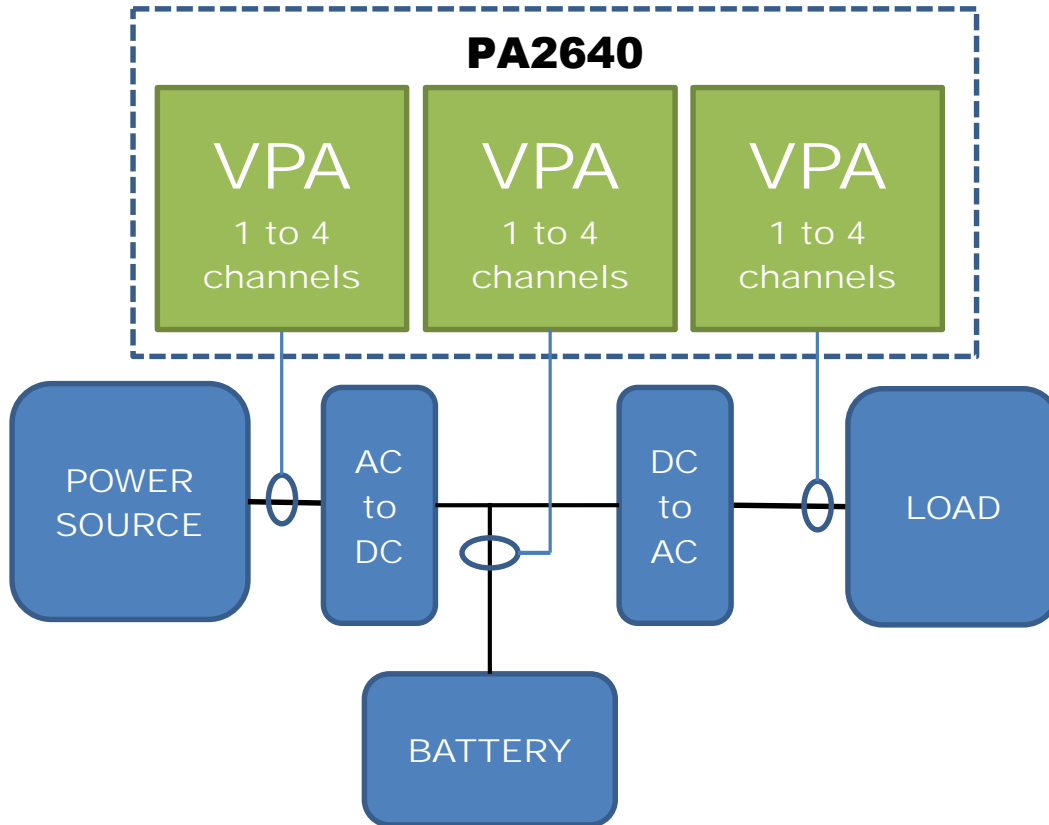 PA2640
VPA
1 to 4
channels
VPA
1 to 4
channels
VPA
1 to 4
channels
POWER
SOURCE
AC
to
DC
DC
to
AC
LOAD
BATTERY